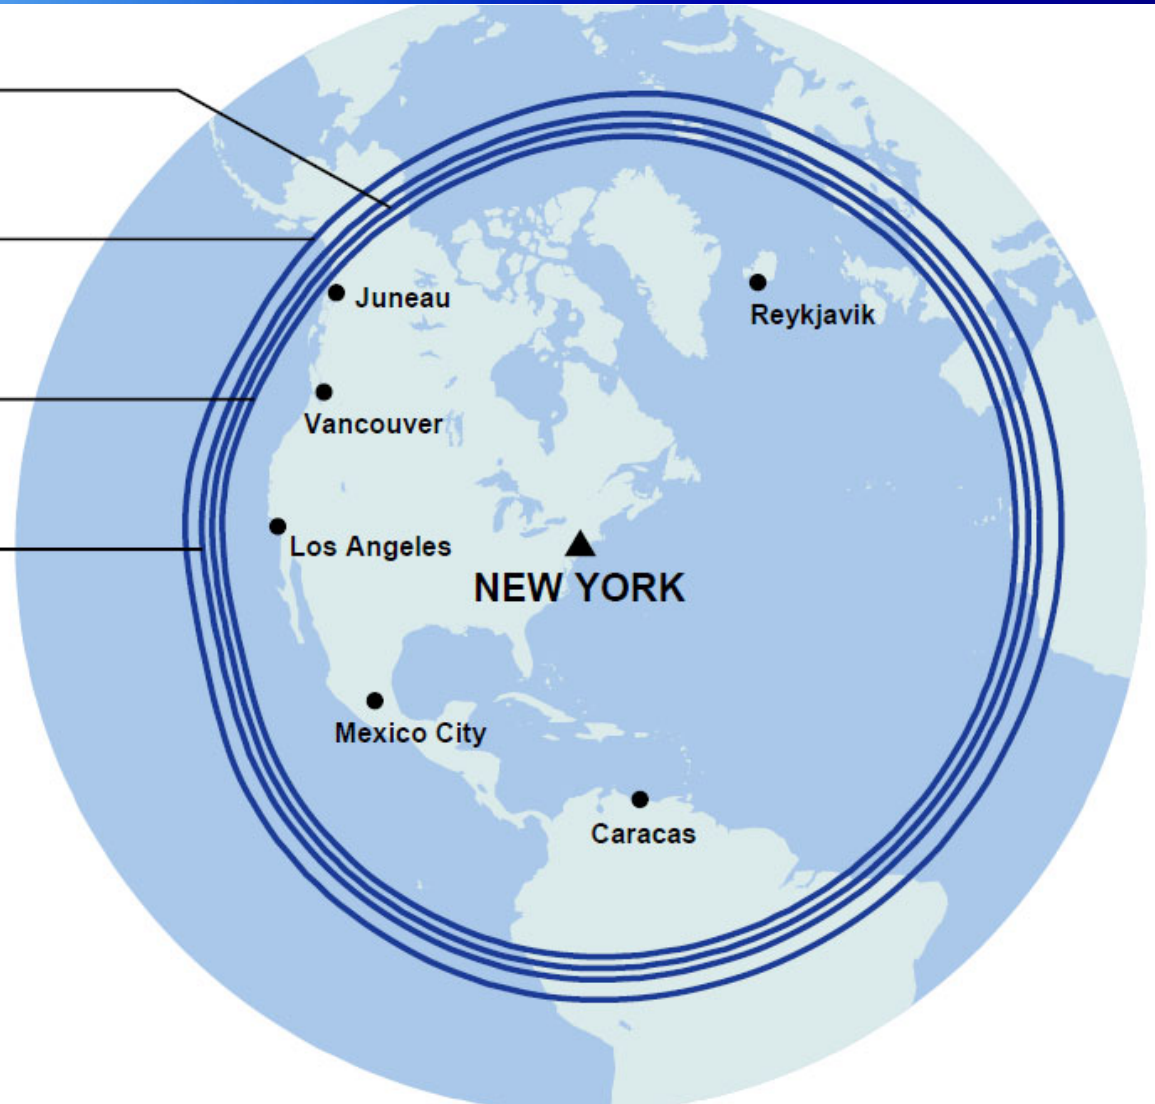 Juneau
Reykjavik
Vancouver
Los Angeles
NEW YORK
Mexico City
Caracas